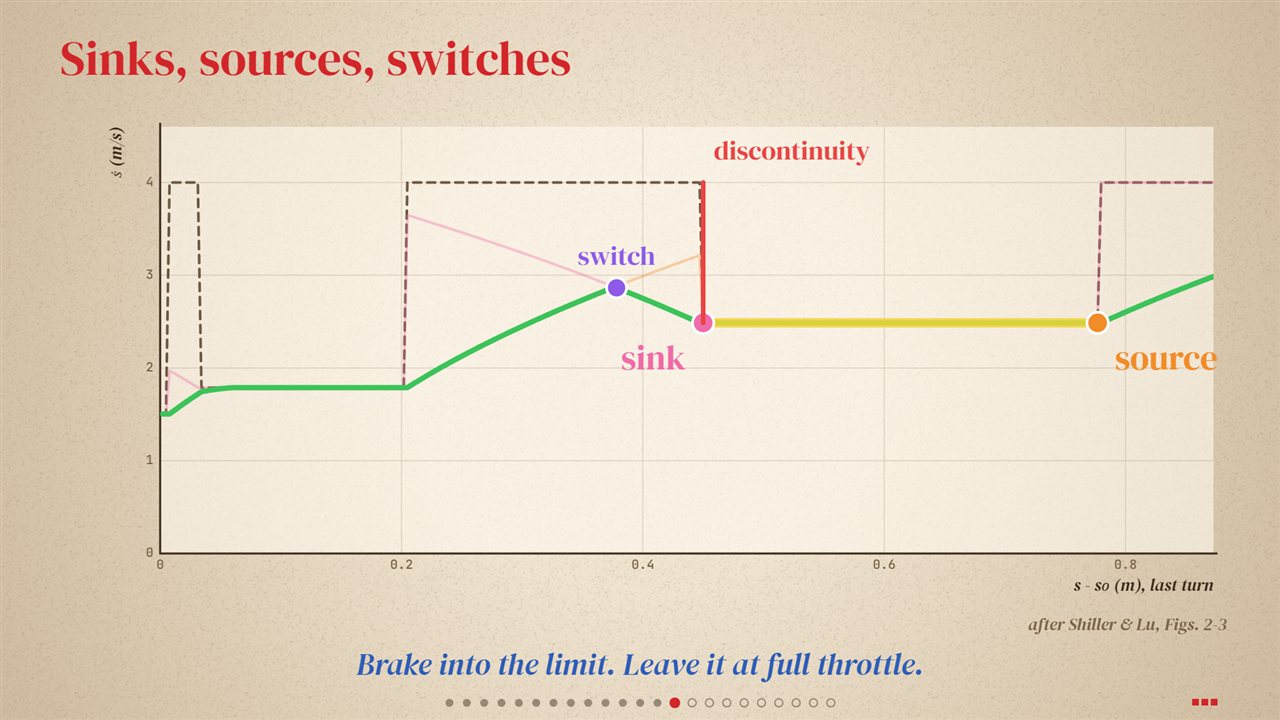 Sinks, sources, switches
ṡ (m/s)
discontinuity
4
switch
3
sink
source
2
1
0
0
0.2
0.4
0.6
0.8
s - so (m), last turn
after Shiller & Lu, Figs. 2-3
Brake into the limit. Leave it at full throttle.